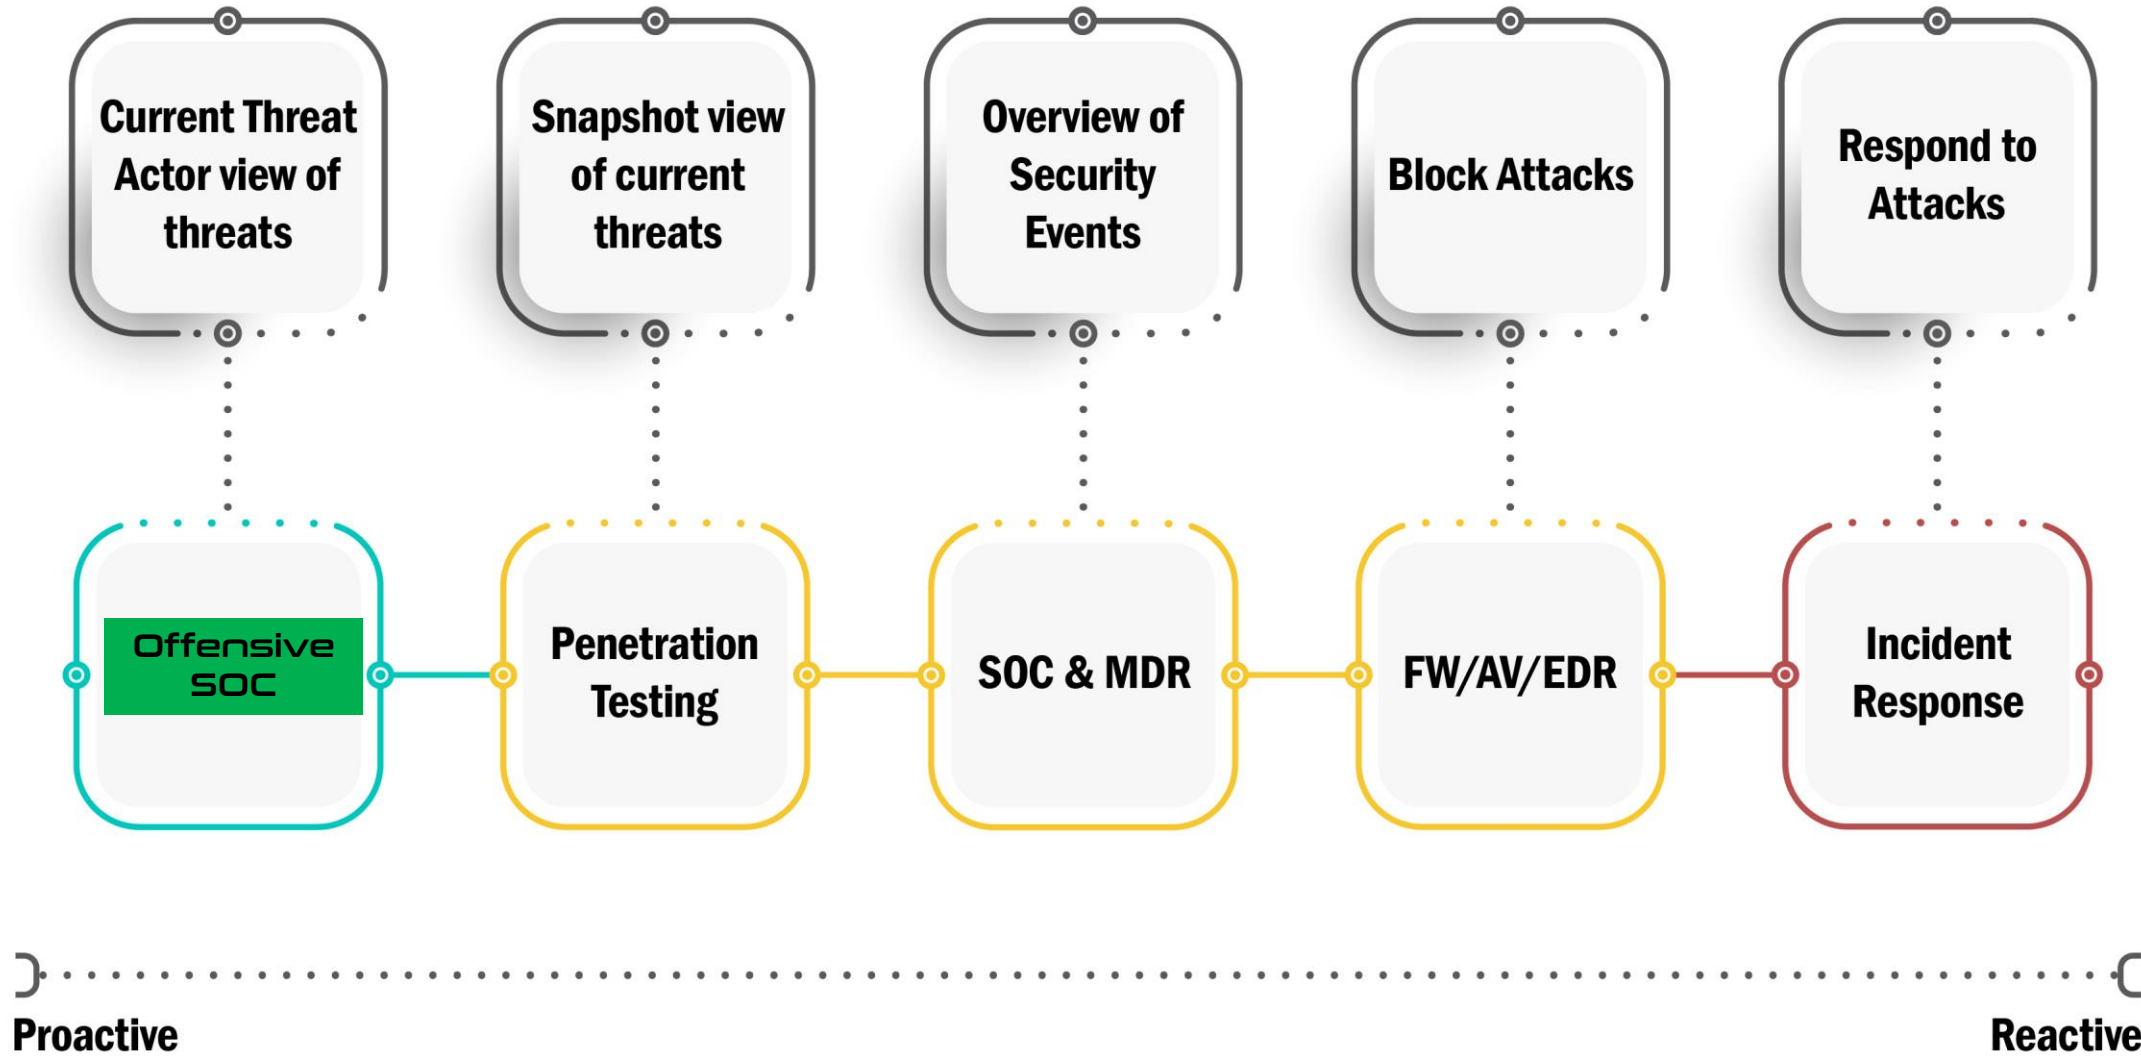 Current Threat
Actor view of
threats
Snapshot view
of current
threats
Overview of
Security
Events
Block Attacks
Respond to
Attacks
Offensive
SOC
Penetration
Testing
SOC & MDR
FW/AV/EDR
Incident
Response
Proactive
Reactive